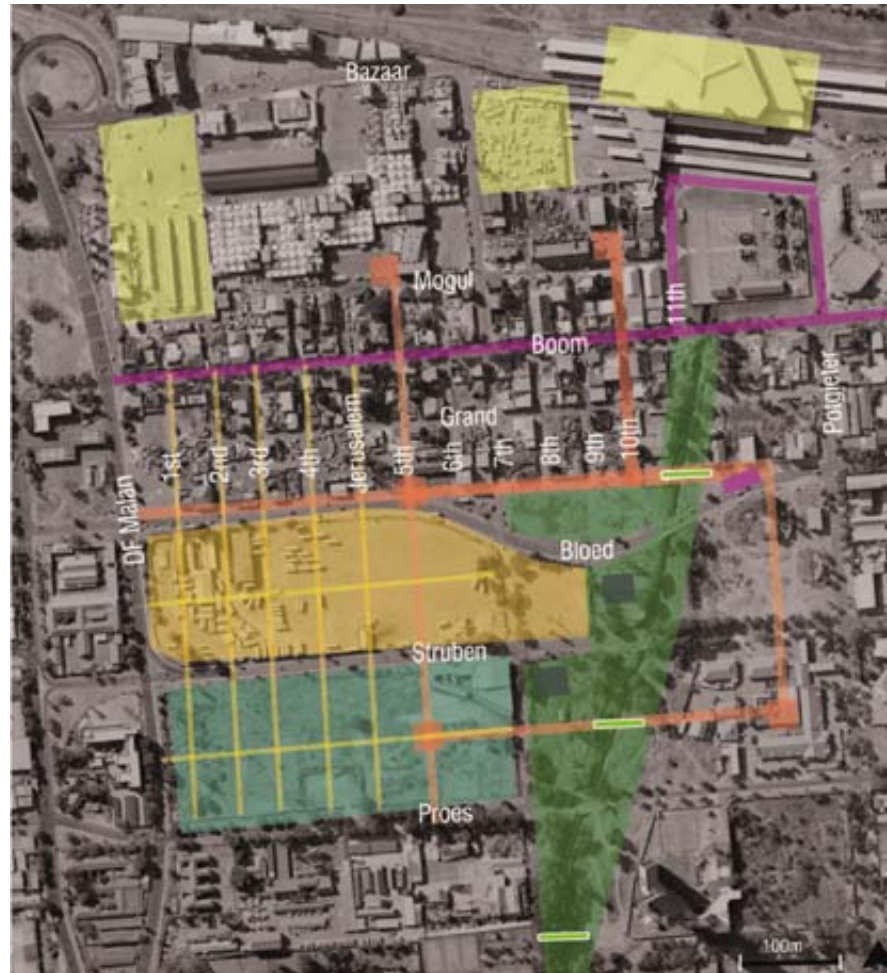 Bazaar
Mogul
11th
Boom
Potgieter
Grand
1st
2nd
3rd
4th
Jerusalem
5th
6th
7th
8th
9th
10th
DF Malan
Bloed
Struben
Proes
100m